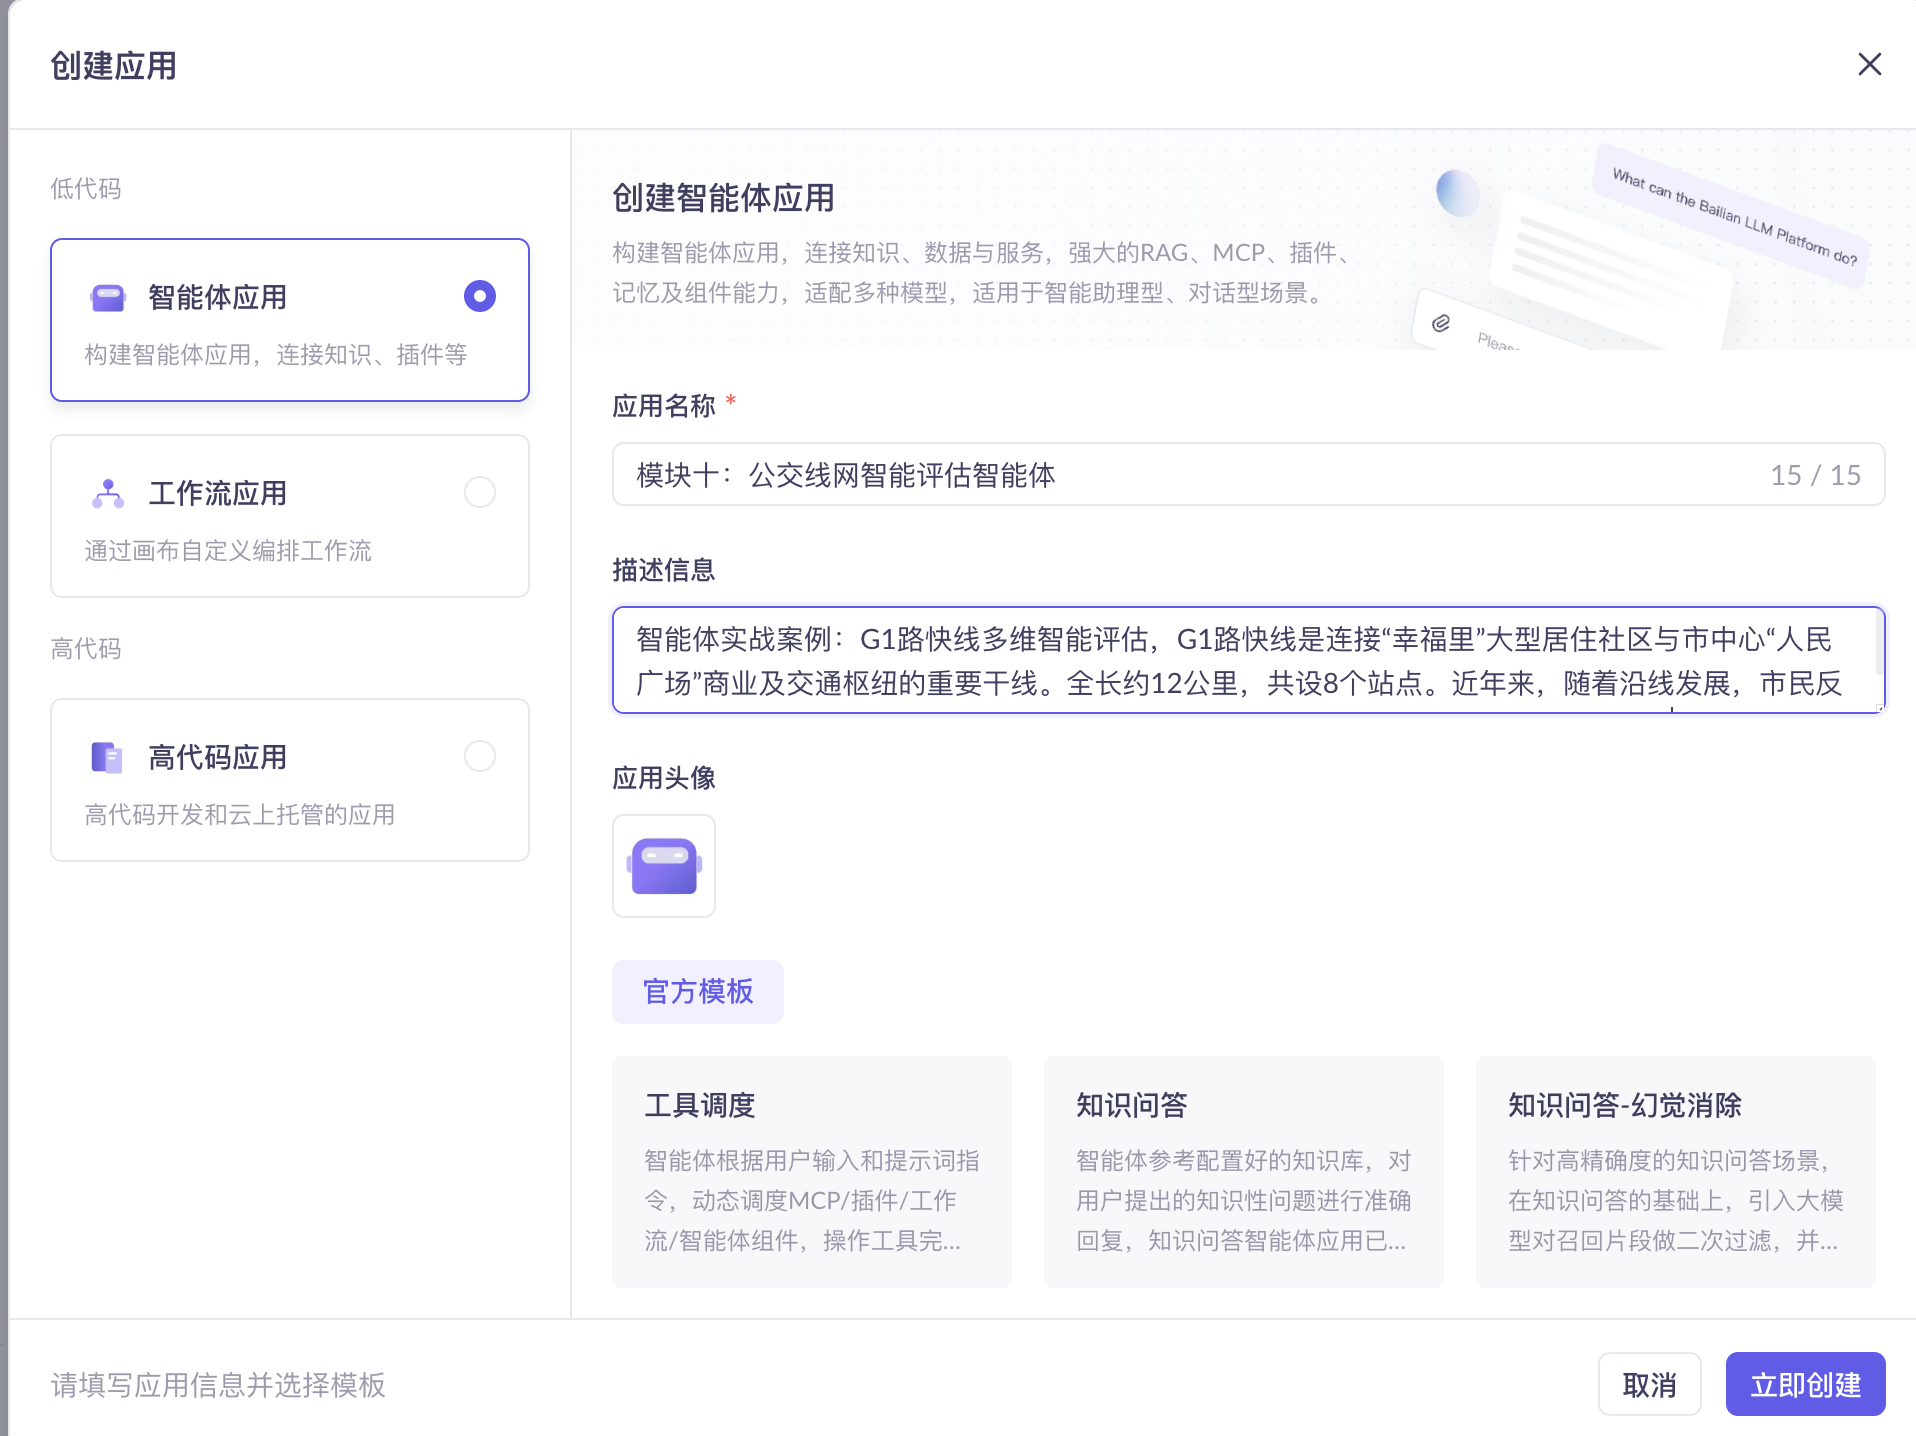 创建应用
低代码
智能体应用
构建智能体应用，连接知识、插件等
工作流应用
通过画布自定义编排工作流
高代码
高代码应用
高代码开发和云上托管的应用
创建智能体应用
构建智能体应用，连接知识、数据与服务，强大的RAG、MCP、插件、
记忆及组件能力，适配多种模型，适用于智能助理型、对话型场景。
What can the Bailian LLM Platform do?
应用名称 *
模块十：公交线网智能评估智能体
15 / 15
描述信息
智能体实战案例：G1路快线多维智能评估，G1路快线是连接“幸福里”大型居住社区与市中心“人民
广场”商业及交通枢纽的重要干线。全长约12公里，共设8个站点。近年来，随着沿线发展，市民反
应用头像
官方模板
工具调度
智能体根据用户输入和提示词指
令，动态调度MCP/插件/工作
流/智能体组件，操作工具完...
知识问答
智能体参考配置好的知识库，对
用户提出的知识性问题进行准确
回复，知识问答智能体应用已...
知识问答-幻觉消除
针对高精确度的知识问答场景，
在知识问答的基础上，引入大模
型对召回片段做二次过滤，并...
请填写应用信息并选择模板
取消
立即创建